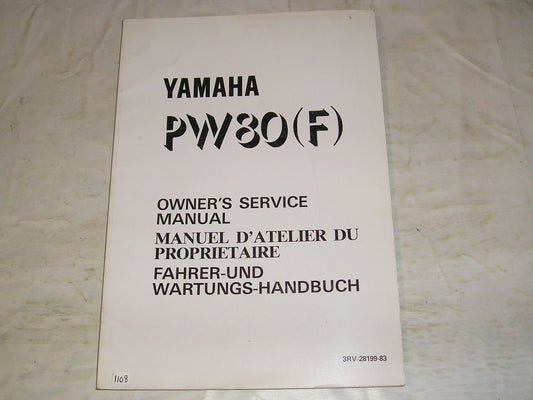 YAMAHA
PW80(F)
OWNER'S SERVICE
MANUAL
MANUEL D'ATELIER DU
PROPRIETAIRE
FAHRER-UND
WARTUNGS-HANDBUCH
3RV-28199-83
1108